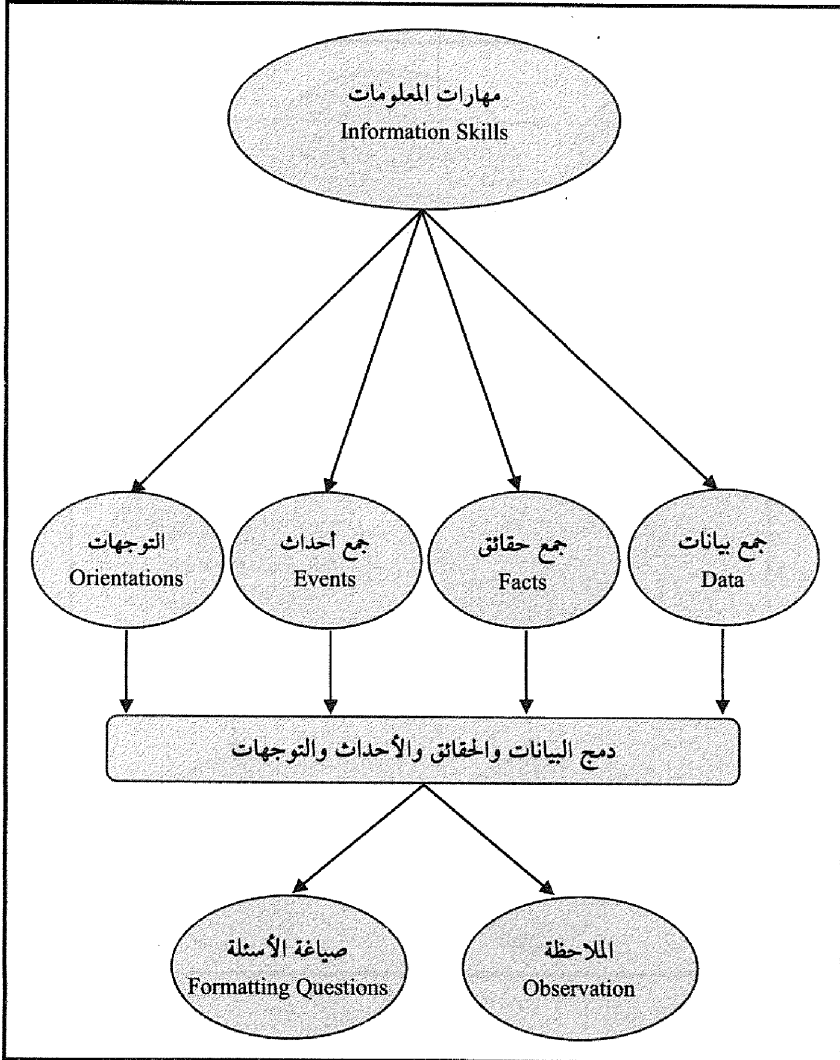 مهارات المعلومات
Information Skills
جمع بيانات
Data
جمع حقائق
Facts
جمع أحداث
Events
التوجهات
Orientations
دمج البيانات والحقائق والأحداث والتوجهات
الملاحظة
Observation
صياغة الأسئلة
Formatting Questions